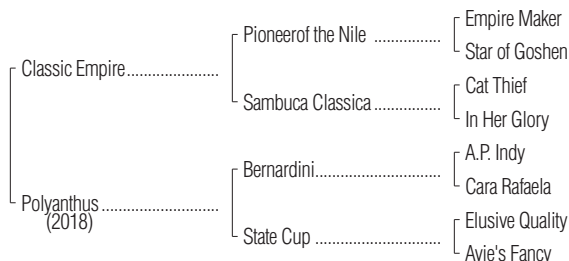 Classic Empire
Pioneerof the Nile
Empire Maker
Star of Goshen
Sambuca Classica
Cat Thief
In Her Glory
Polyanthus
(2018)
Bernardini
A.P. Indy
Cara Rafaela
State Cup
Elusive Quality
Avie's Fancy